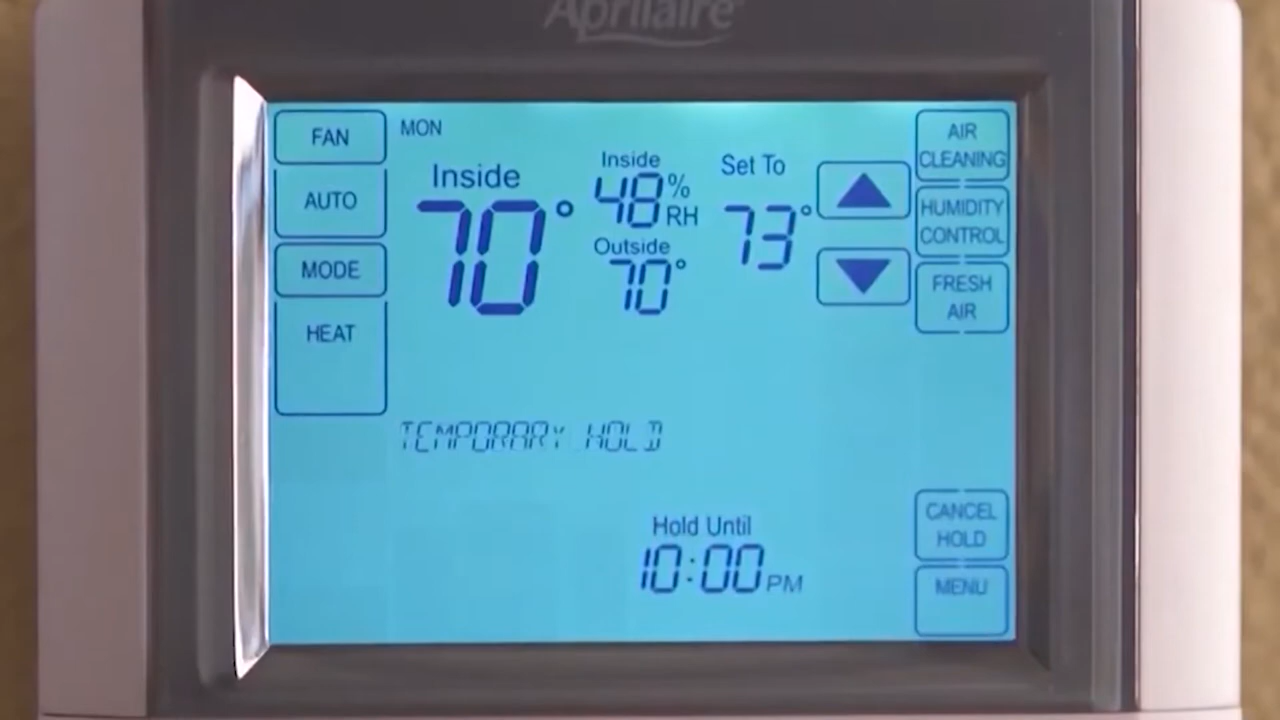 Aprilaire
FAN
MON
AIR
CLEANING
Inside
Inside
Set To
AUTO
70°
48% RH
73°
HUMIDITY
CONTROL
Outside
70°
MODE
FRESH
AIR
HEAT
TEMPORARY HOLD
Hold Until
10:00 PM
CANCEL
HOLD
MENU